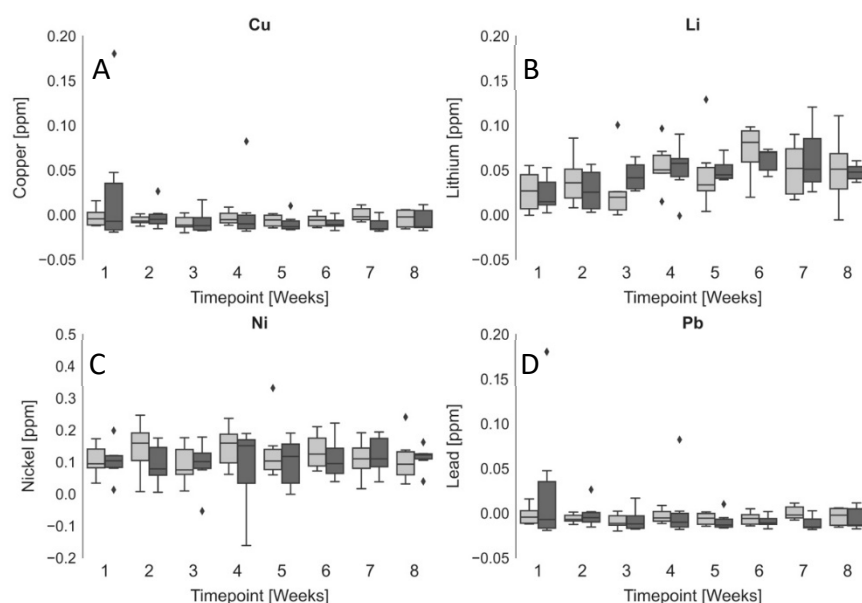 Cu
A
0.20
0.15
0.10
0.05
0.00
−0.05
Copper [ppm]
1 2 3 4 5 6 7 8
Timepoint [Weeks]
Li
B
0.20
0.15
0.10
0.05
0.00
−0.05
Lithium [ppm]
1 2 3 4 5 6 7 8
Timepoint [Weeks]
Ni
C
0.5
0.4
0.3
0.2
0.1
0.0
−0.1
−0.2
Nickel [ppm]
1 2 3 4 5 6 7 8
Timepoint [Weeks]
Pb
D
0.20
0.15
0.10
0.05
0.00
−0.05
Lead [ppm]
1 2 3 4 5 6 7 8
Timepoint [Weeks]